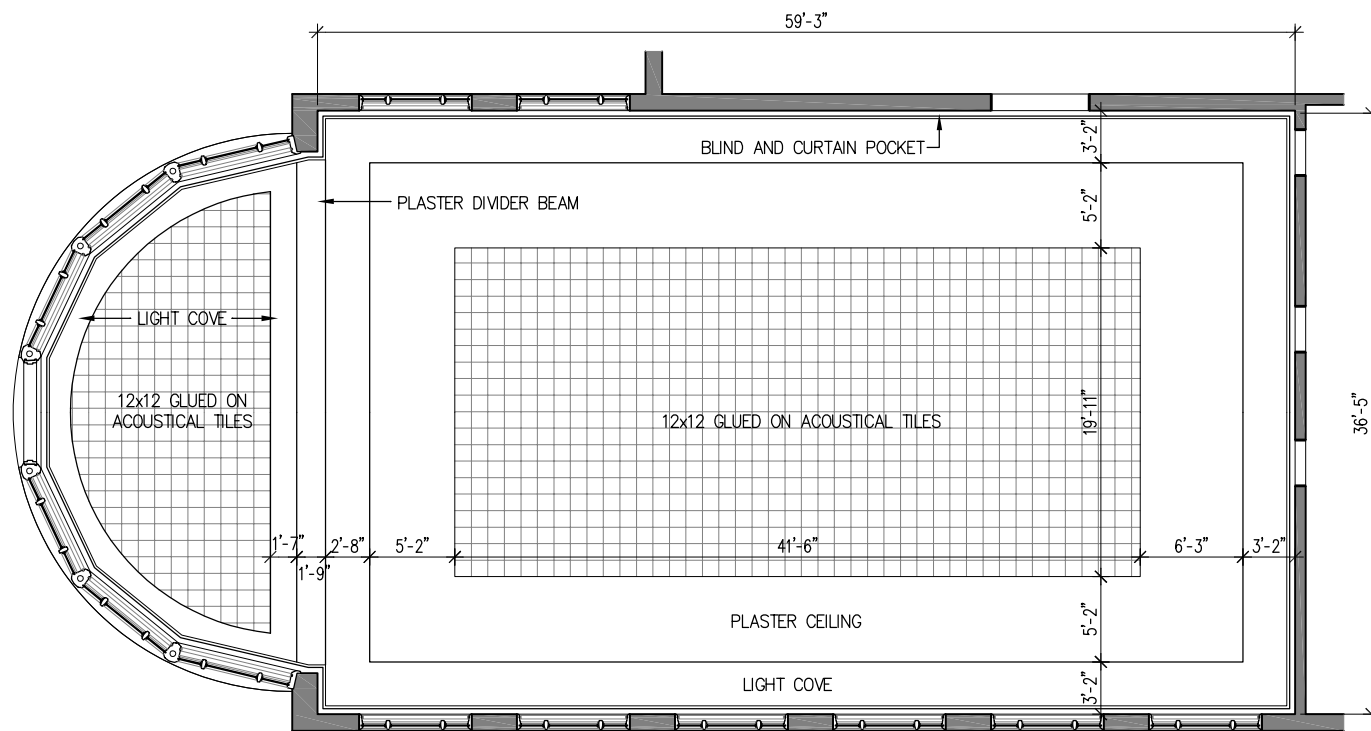 59'-3"
BLIND AND CURTAIN POCKET
3'-2"
PLASTER DIVIDER BEAM
5'-2"
LIGHT COVE
12x12 GLUED ON
ACOUSTICAL TILES
12x12 GLUED ON ACOUSTICAL TILES
19'-11"
36'-5"
1'-7"
1'-9"
2'-8"
5'-2"
41'-6"
6'-3"
3'-2"
PLASTER CEILING
5'-2"
LIGHT COVE
3'-2"